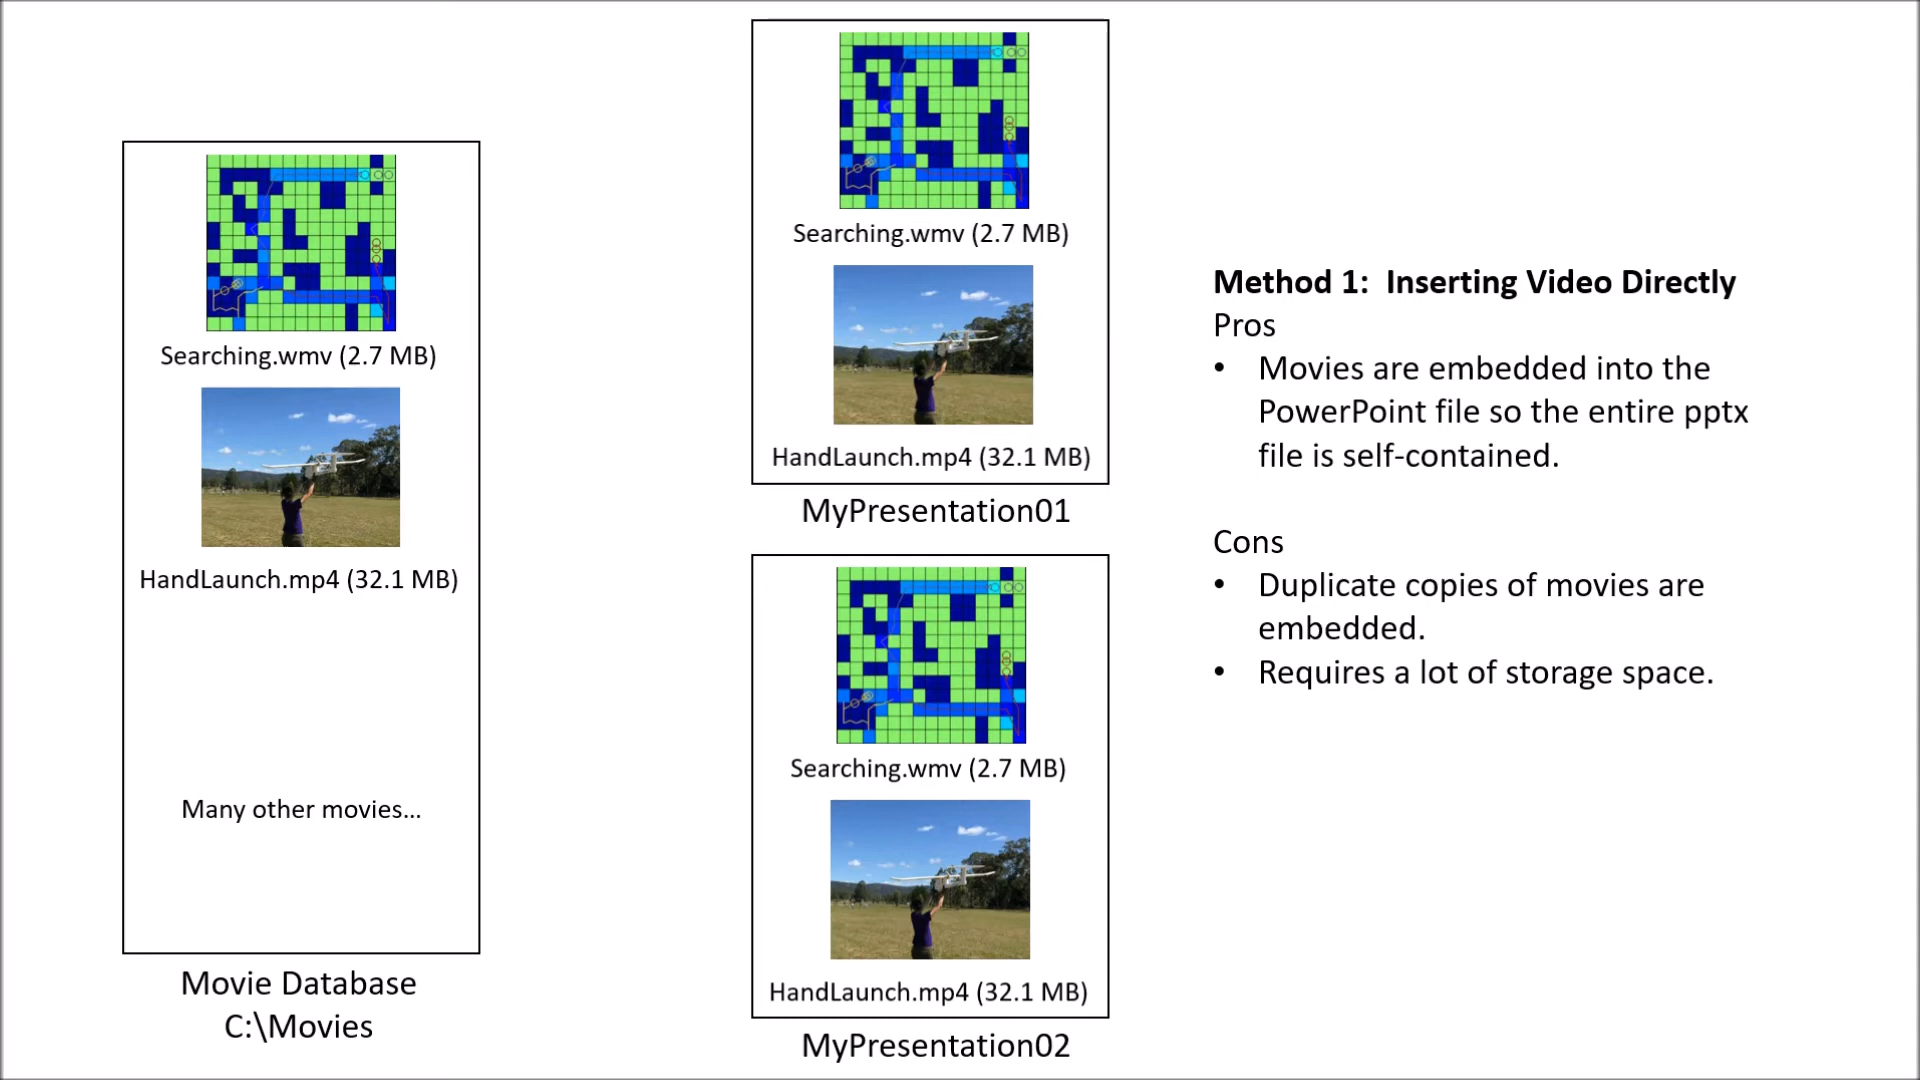 Searching.wmv (2.7 MB)
HandLaunch.mp4 (32.1 MB)
Many other movies...
Movie Database
C:\Movies
Searching.wmv (2.7 MB)
HandLaunch.mp4 (32.1 MB)
MyPresentation01
Searching.wmv (2.7 MB)
HandLaunch.mp4 (32.1 MB)
MyPresentation02
Method 1:  Inserting Video Directly
Pros
• Movies are embedded into the
PowerPoint file so the entire pptx
file is self-contained.
Cons
• Duplicate copies of movies are
embedded.
• Requires a lot of storage space.